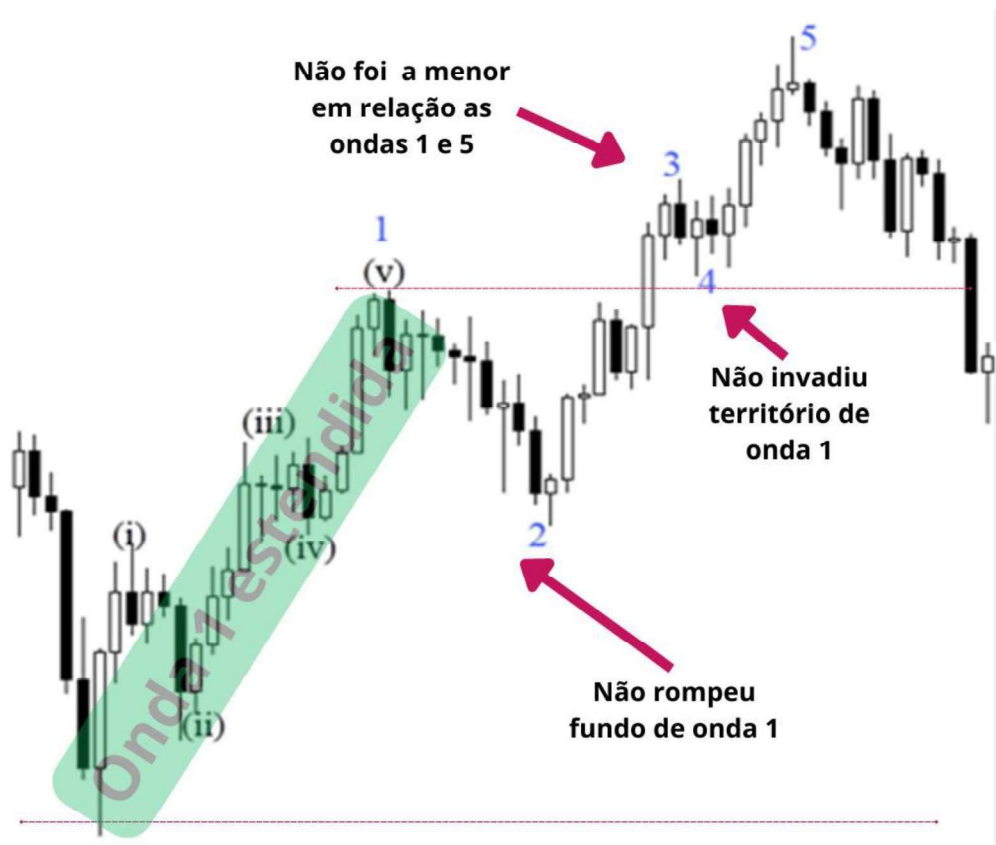 Não foi  a menor
em relação as
ondas 1 e 5
5
3
1
(v)
4
Não invadiu
território de
onda 1
(iii)
(iv)
(i)
2
Onda 1 estendida
(ii)
Não rompeu
fundo de onda 1